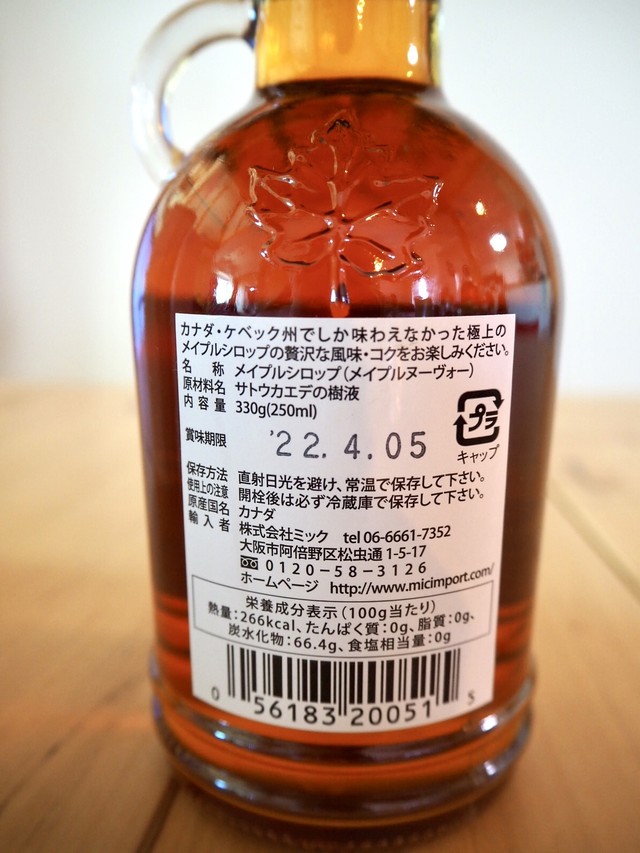 カナダ・ケベック州でしか味わえなかった極上の
メイプルシロップの贅沢な風味・コクをお楽しみください。
名称 メイプルシロップ(メイプルヌーヴォー)
原材料名 サトウカエデの樹液
内容量 330g(250ml)
賞味期限 '22.4.05
プラ
キャップ
保存方法 直射日光を避け、常温で保存して下さい。
使用上の注意 開栓後は必ず冷蔵庫で保存して下さい。
原産国名 カナダ
輸入者 株式会社ミック tel 06-6661-7352
大阪市阿倍野区松虫通1-5-17
0120-58-3126
ホームページ http://www.micimport.com/
栄養成分表示(100g当たり)
熱量:266kcal、たんぱく質:0g、脂質:0g、
炭水化物:66.4g、食塩相当量:0g
0 56183 20051 5